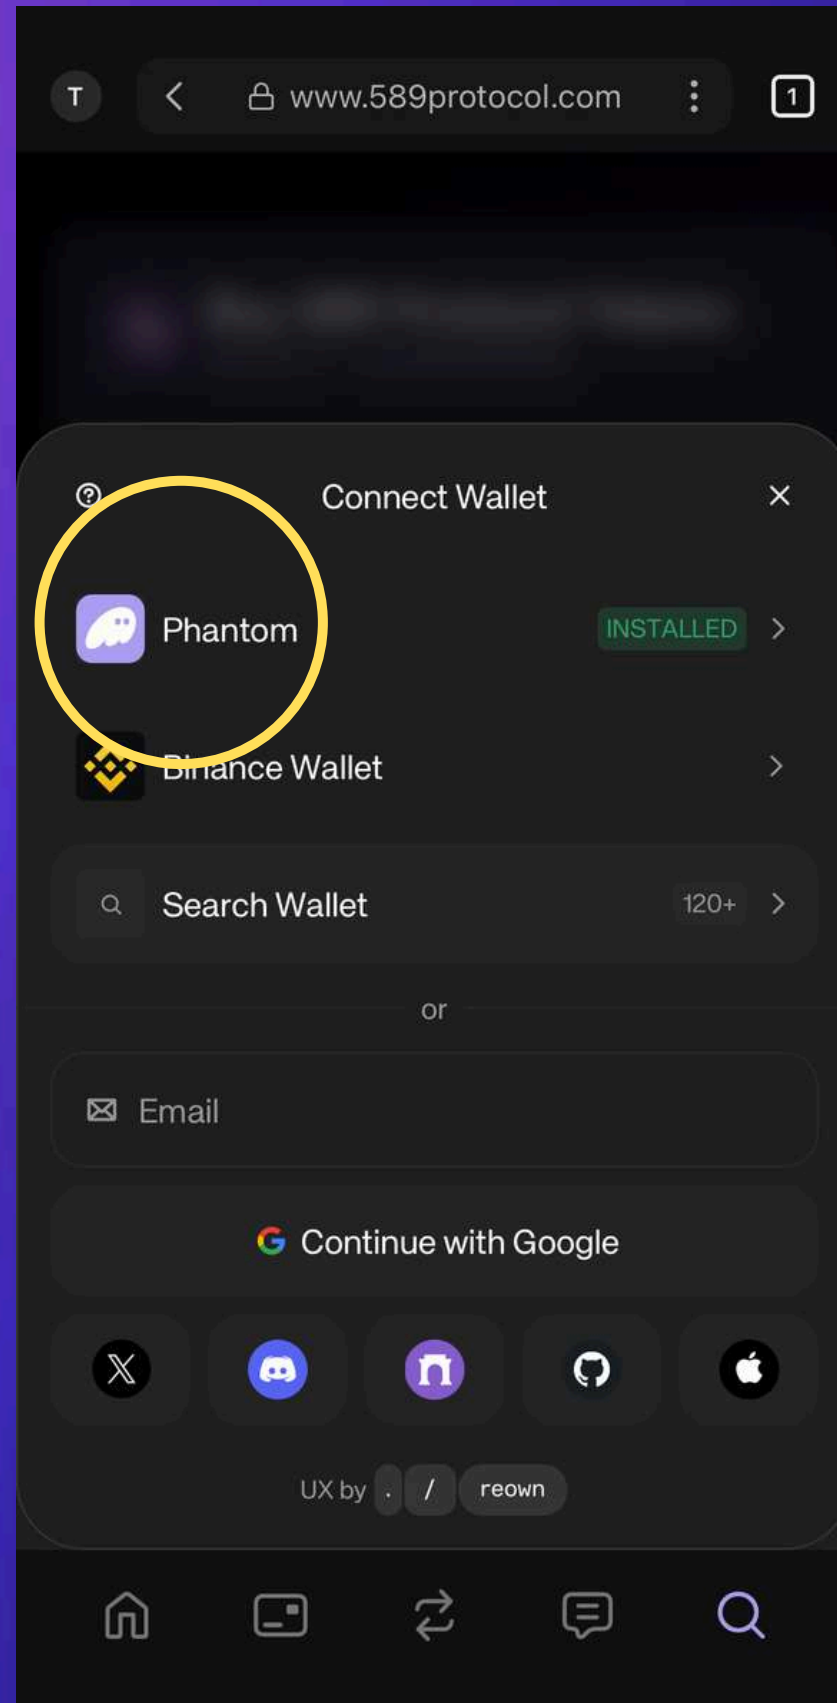 T
www.589protocol.com
1
Connect Wallet
Phantom
INSTALLED
Binance Wallet
Search Wallet
120+
or
Email
Continue with Google
UX by . / reown